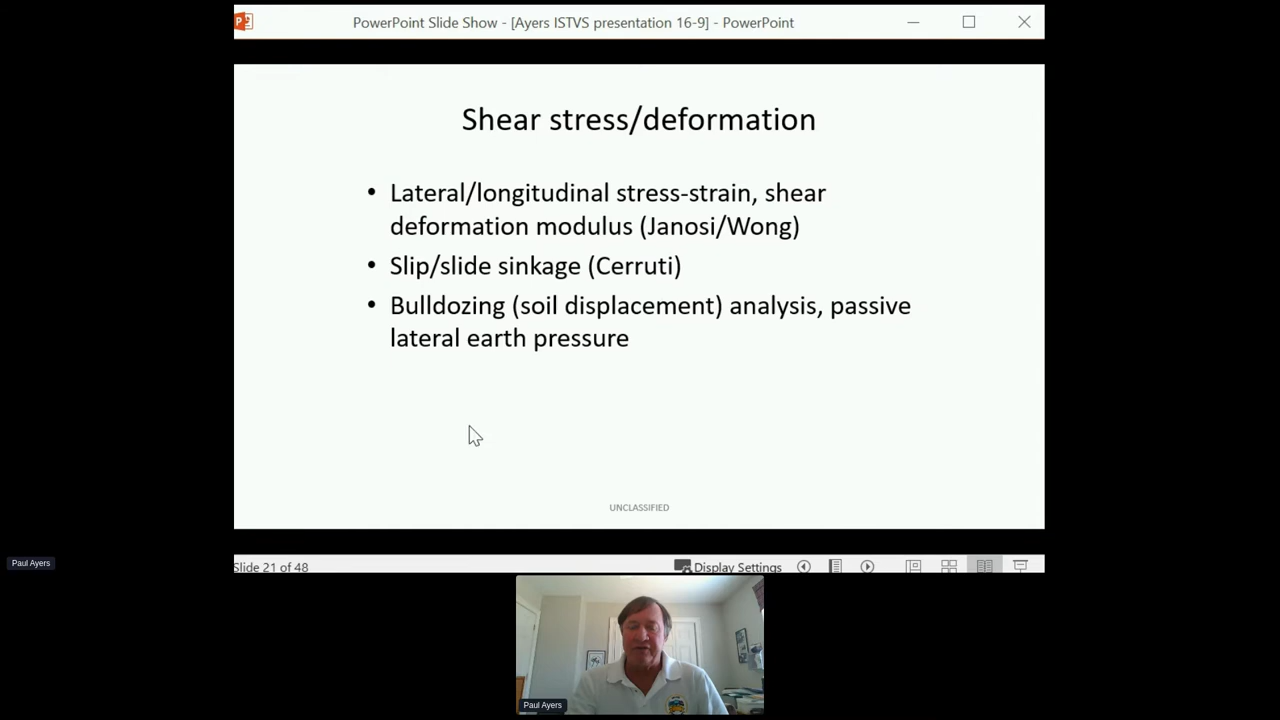 PowerPoint Slide Show - [Ayers ISTVS presentation 16-9] - PowerPoint
Shear stress/deformation
• Lateral/longitudinal stress-strain, shear
deformation modulus (Janosi/Wong)
• Slip/slide sinkage (Cerruti)
• Bulldozing (soil displacement) analysis, passive
lateral earth pressure
UNCLASSIFIED
Slide 21 of 48
Display Settings
Paul Ayers
Paul Ayers